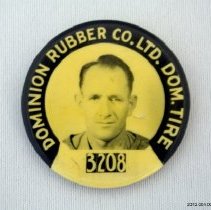 DOMINION RUBBER CO. LTD. DOM. TIRE
3208